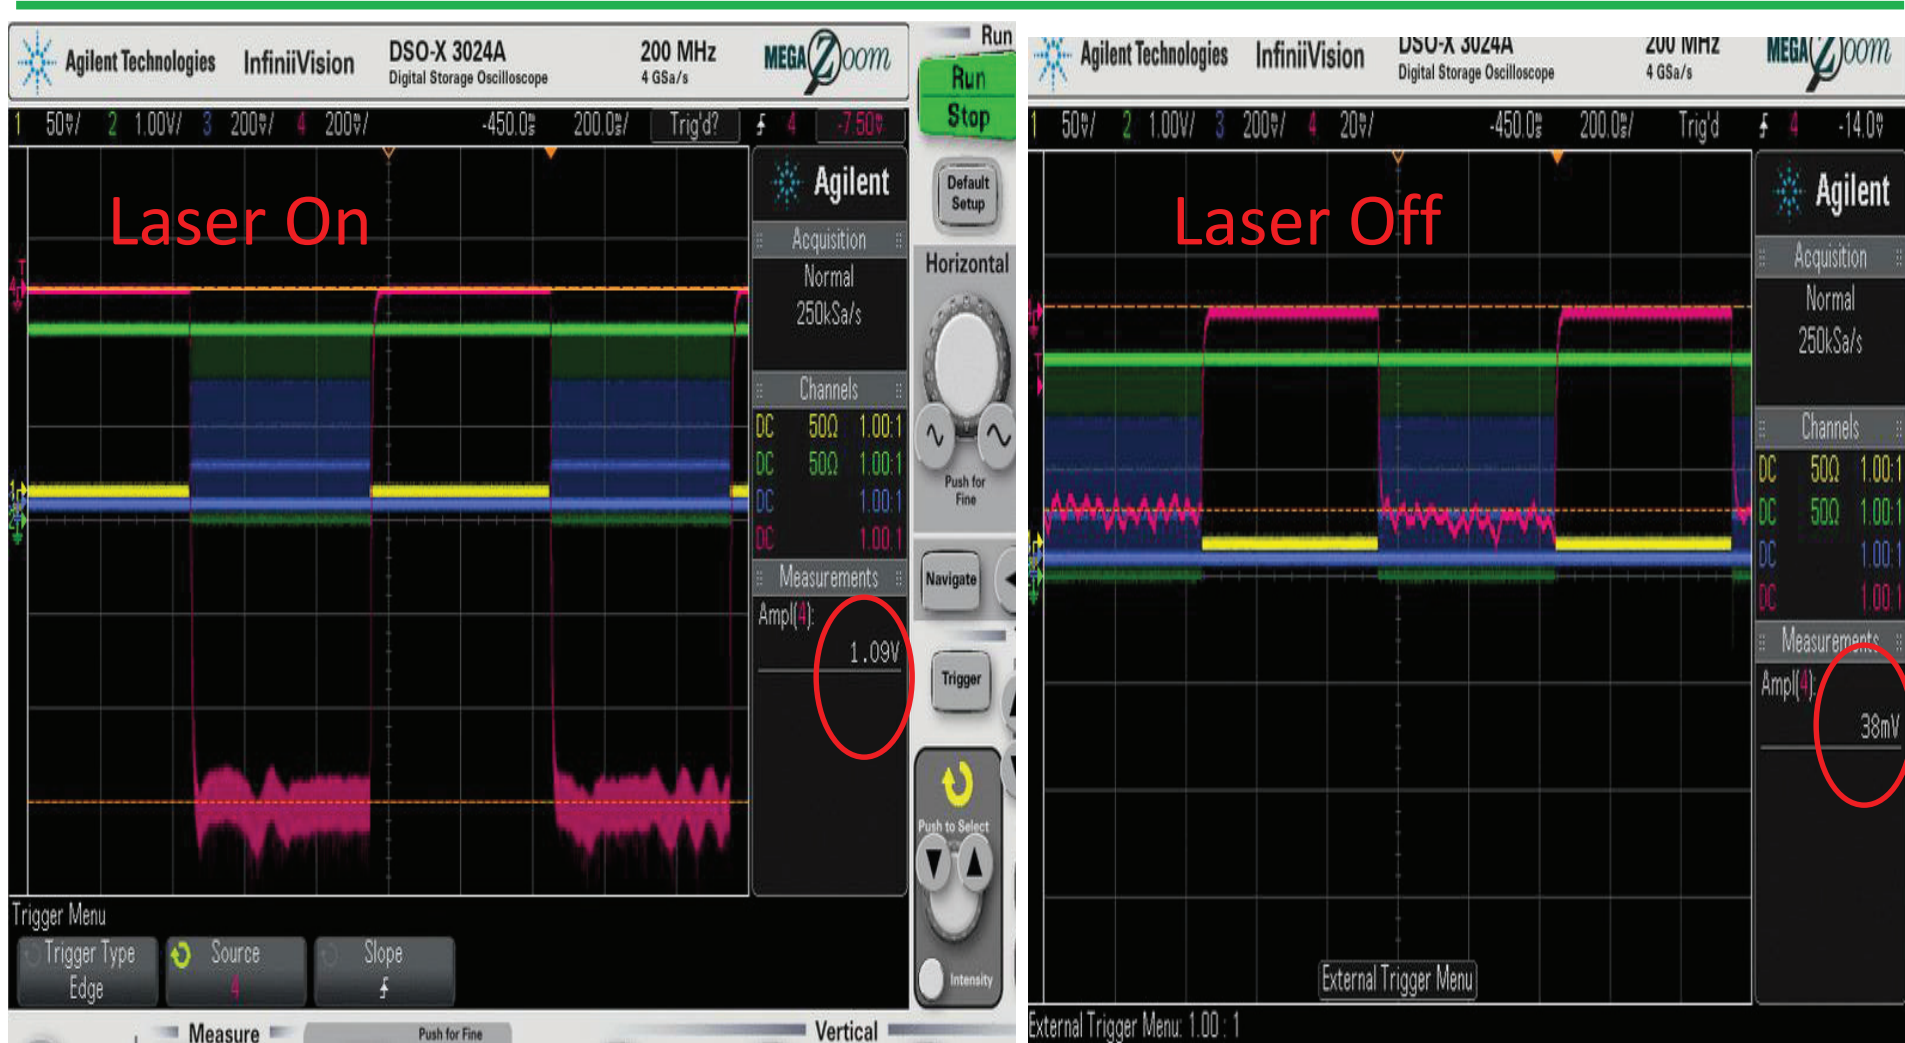 Agilent Technologies InfiniiVision DSO-X 3024A Digital Storage Oscilloscope 200 MHz 4 GSa/s MEGA Zoom
1 50▿/ 2 1.00V/ 3 200▿/ 4 200▿/ -450.0 200.0 / Trig'd? 4 -7.50
Laser On
Agilent
Acquisition
Normal
250kSa/s
Channels
DC 50Ω 1.00:1
DC 50Ω 1.00:1
DC 1.00:1
DC 1.00:1
Measurements
Ampl(4):
1.09V
Trigger Menu
Trigger Type
Edge
Source
4
Slope
Run
Run
Stop
Default
Setup
Horizontal
Push for
Fine
Navigate
Trigger
Push to Select
Intensity
Measure
Push for Fine
Vertical
Agilent Technologies InfiniiVision DSO-X 3024A Digital Storage Oscilloscope 200 MHz 4 GSa/s MEGA Zoom
1 50 / 2 1.00V/ 3 200 / 4 20 / -450.0 200.0 / Trig'd 4 -14.0
Laser Off
Agilent
Acquisition
Normal
250kSa/s
Channels
DC 50Ω 1.00:1
DC 50Ω 1.00:1
DC 1.00:1
DC 1.00:1
Measurements
Ampl(4):
38mV
External Trigger Menu
External Trigger Menu: 1.00 : 1